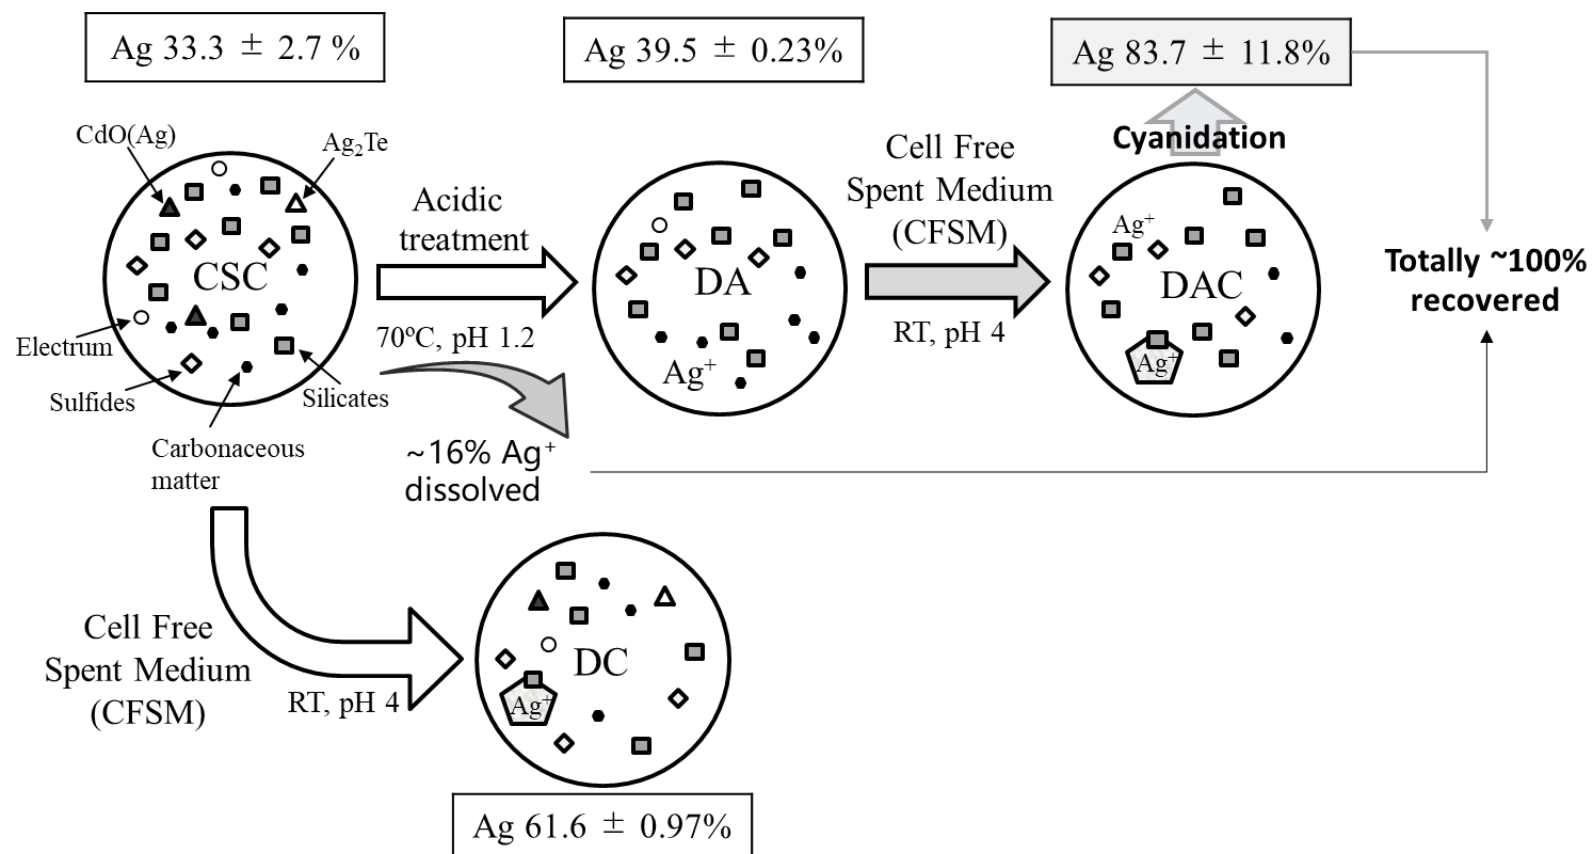 Ag 33.3 ± 2.7 %
Ag 39.5 ± 0.23%
Ag 83.7 ± 11.8%
CdO(Ag)
Ag₂Te
Acidic
treatment
Cell Free
Spent Medium
(CFSM)
Cyanidation
CSC
DA
Ag⁺
DAC
Totally ~100%
recovered
Electrum
70ºC, pH 1.2
RT, pH 4
Ag⁺
Ag⁺
Sulfides
Silicates
Carbonaceous
matter
~16% Ag⁺
dissolved
Cell Free
Spent Medium
(CFSM)
RT, pH 4
DC
Ag⁺
Ag 61.6 ± 0.97%